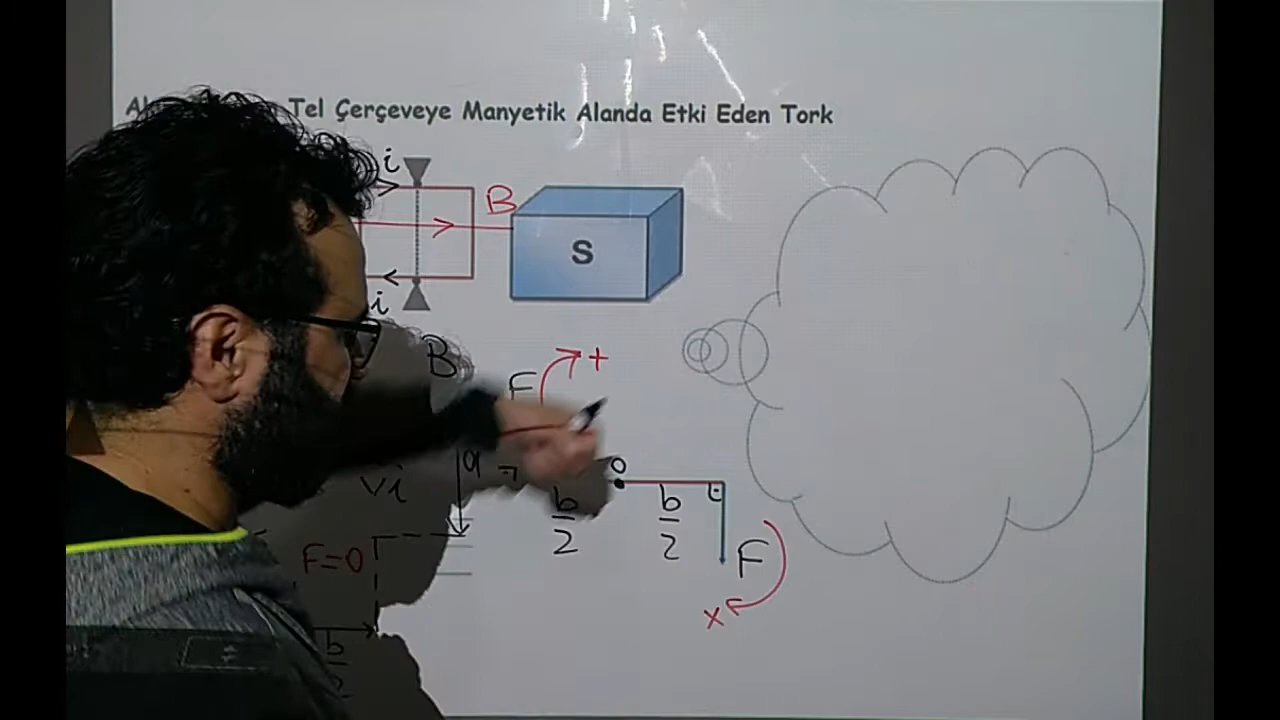 Tel Çerçeveye Manyetik Alanda Etki Eden Tork
i
B
S
i
B
F +
a
i
O
b/2 b/2
F=0
F
x
b